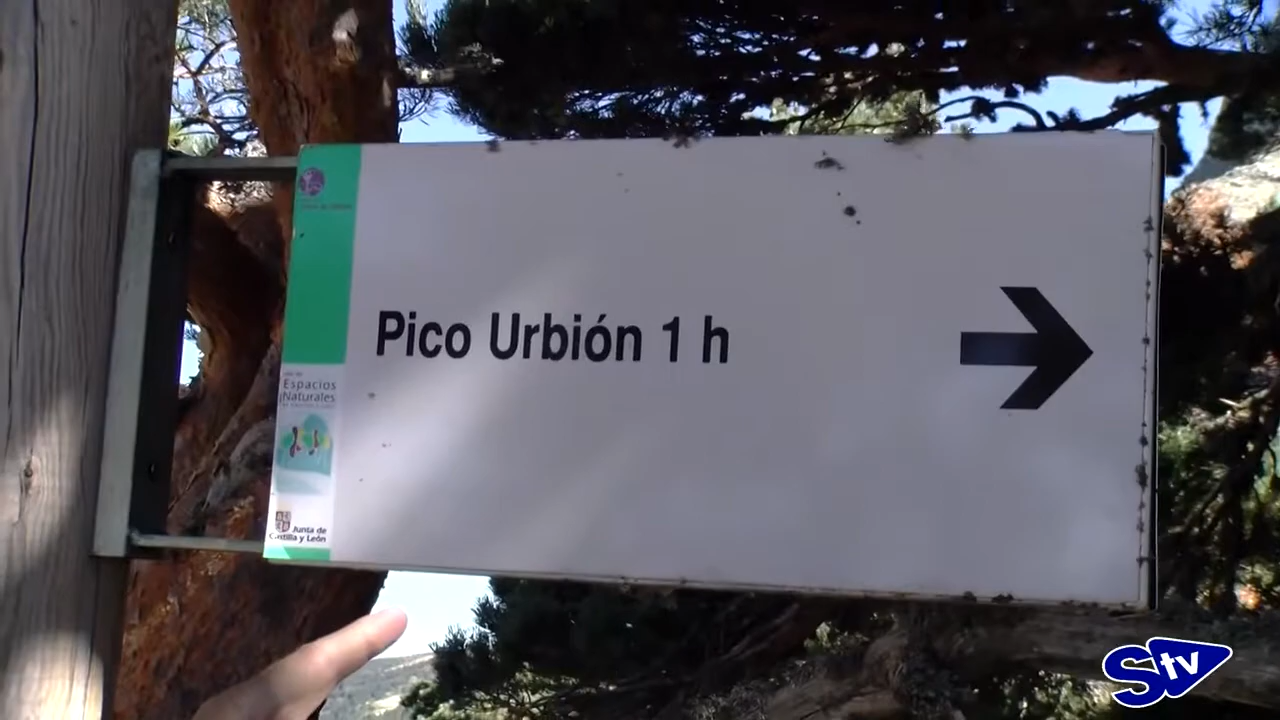 Pico Urbión 1 h
Espacios
Naturales
Junta de
Castilla y León
Stv